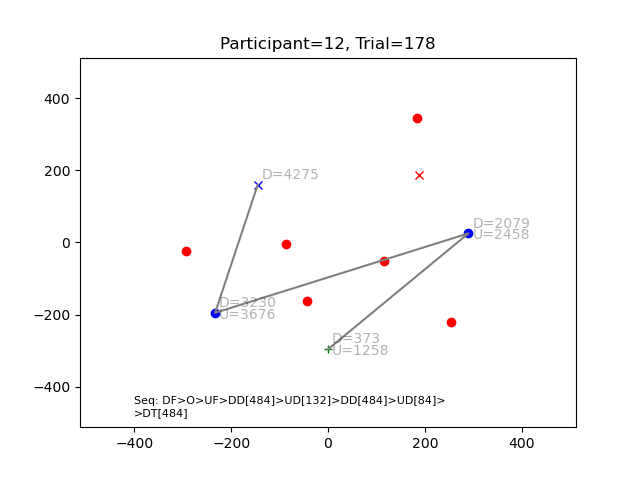 Participant=12, Trial=178
400
200
0
−200
−400
D=4275
D=2079
U=2458
D=3230
U=3676
D=373
U=1258
Seq: DF>O>UF>DD[484]>UD[132]>DD[484]>UD[84]>
>DT[484]
−400
−200
0
200
400